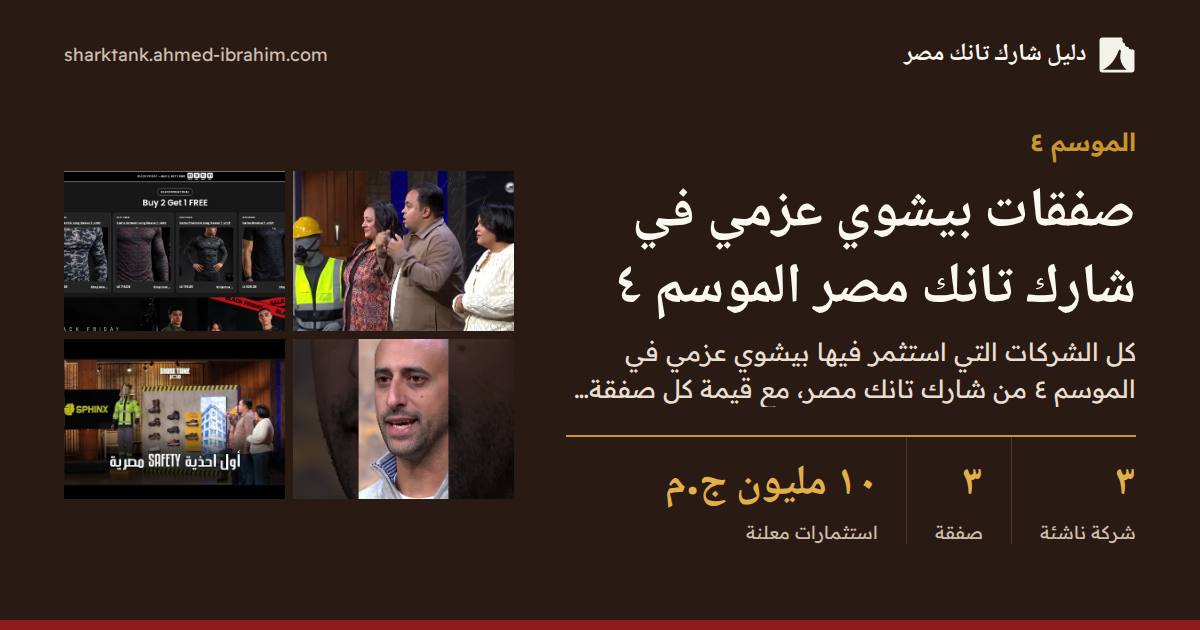 دليل شارك تانك مصر
sharktank.ahmed-ibrahim.com
الموسم ٤
صفقات بيشوي عزمي في
شارك تانك مصر الموسم ٤
كل الشركات التي استثمر فيها بيشوي عزمي في
الموسم ٤ من شارك تانك مصر، مع قيمة كل صفقة...
٣
شركة ناشئة
٣
صفقة
١٠ مليون ج.م
استثمارات معلنة
Buy 2 Get 1 FREE
SHARK TANK
SPHINX
أول احذية SAFETY مصرية